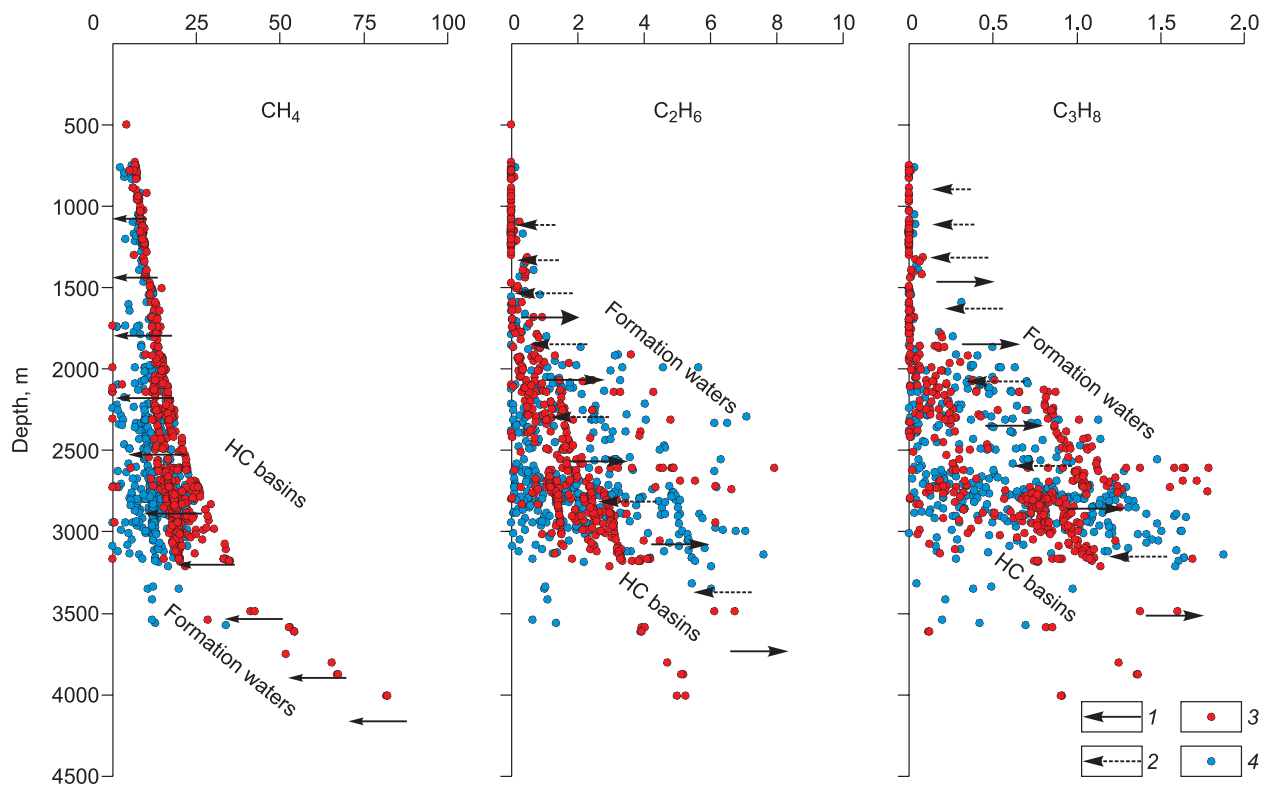 0 25 50 75 100
0 2 4 6 8 10
0 0.5 1.0 1.5 2.0
CH4
C2H6
C3H8
Depth, m
500
1000
1500
2000
2500
3000
3500
4000
4500
HC basins
Formation waters
Formation waters
HC basins
Formation waters
HC basins
1
3
2
4